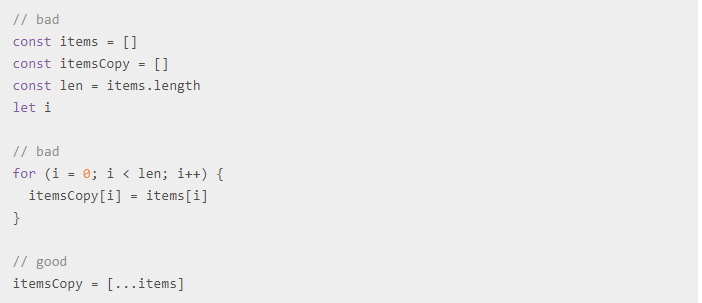 // bad
const items = []
const itemsCopy = []
const len = items.length
let i
// bad
for (i = 0; i < len; i++) {
  itemsCopy[i] = items[i]
}
// good
itemsCopy = [...items]